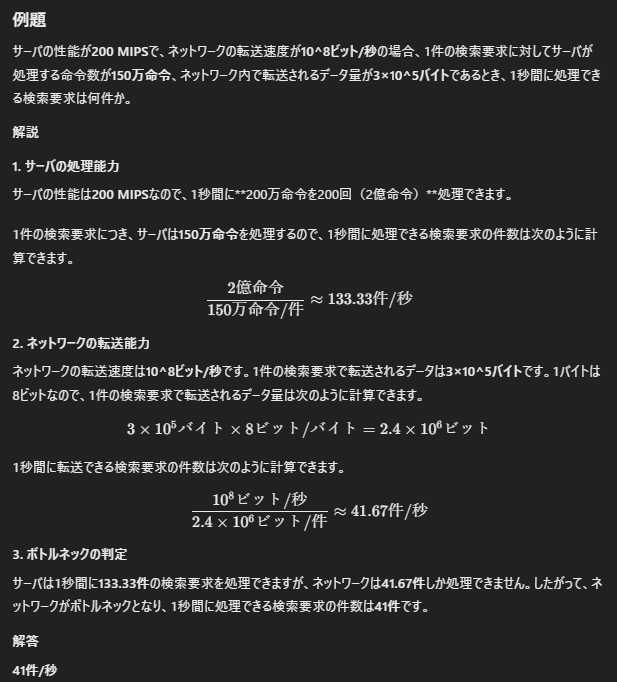 例題
サーバの性能が200 MIPSで、ネットワークの転送速度が10^8ビット/秒の場合、1件の検索要求に対してサーバが
処理する命令数が150万命令、ネットワーク内で転送されるデータ量が3×10^5バイトであるとき、1秒間に処理でき
る検索要求は何件か。
解説
1. サーバの処理能力
サーバの性能は200 MIPSなので、1秒間に**200万命令を200回（2億命令）**処理できます。
1件の検索要求につき、サーバは150万命令を処理するので、1秒間に処理できる検索要求の件数は次のように計
算できます。
2億命令
150万命令/件 ≈ 133.33件/秒
2. ネットワークの転送能力
ネットワークの転送速度は10^8ビット/秒です。1件の検索要求で転送されるデータは3×10^5バイトです。1バイトは
8ビットなので、1件の検索要求で転送されるデータ量は次のように計算できます。
3 × 10⁵バイト × 8ビット/バイト = 2.4 × 10⁶ビット
1秒間に転送できる検索要求の件数は次のように計算できます。
10⁸ビット/秒
2.4 × 10⁶ビット/件 ≈ 41.67件/秒
3. ボトルネックの判定
サーバは1秒間に133.33件の検索要求を処理できますが、ネットワークは41.67件しか処理できません。したがって、ネ
ットワークがボトルネックとなり、1秒間に処理できる検索要求の件数は41件です。
解答
41件/秒